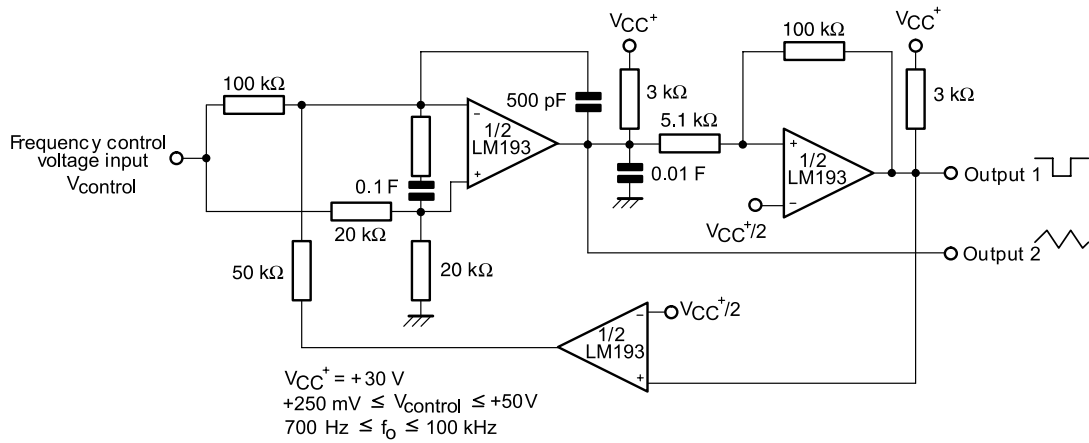 VCC+
100 kΩ
VCC+
100 kΩ
500 pF
3 kΩ
3 kΩ
5.1 kΩ
Frequency control
voltage input
Vcontrol
-
1/2
LM193
+
+
1/2
LM193
-
0.1 F
0.01 F
Output 1
VCC+/2
20 kΩ
Output 2
50 kΩ
20 kΩ
-
VCC+/2
1/2
LM193
+
VCC+ = +30 V
+250 mV ≤ Vcontrol ≤ +50V
700 Hz ≤ fo ≤ 100 kHz